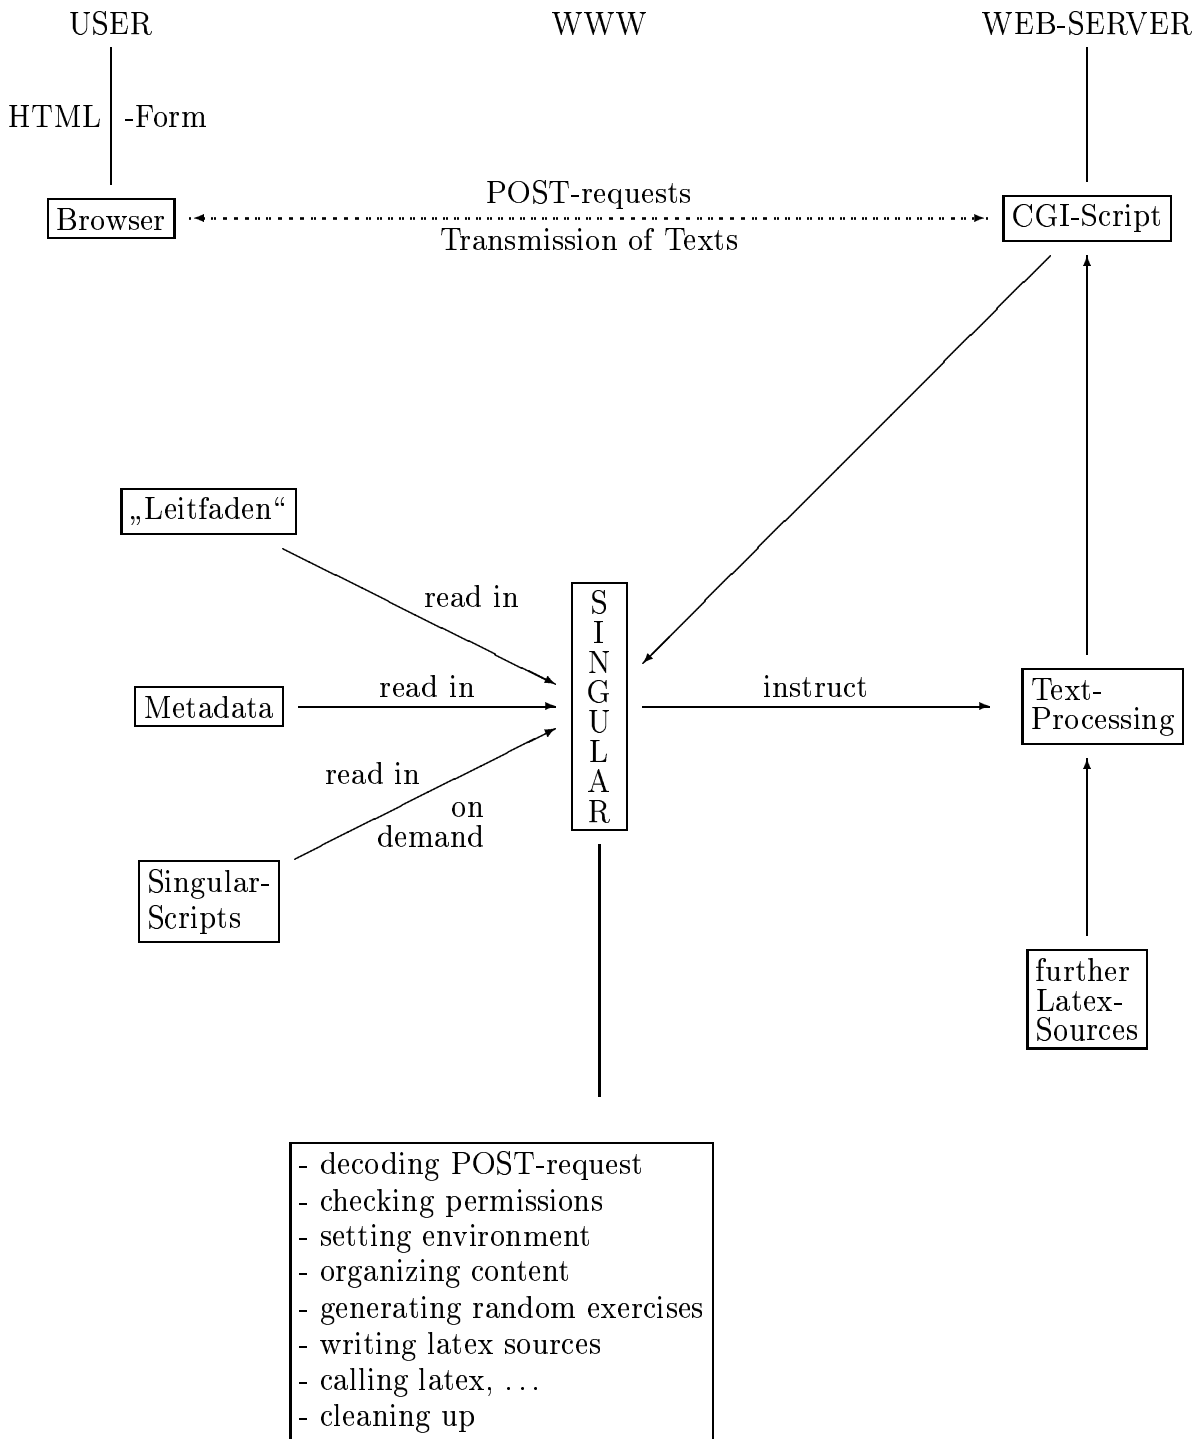 USER
WWW
WEB-SERVER
HTML -Form
POST-requests
Browser
CGI-Script
Transmission of Texts
„Leitfaden“
read in
S
I
N
G
U
L
A
R
read in
instruct
Metadata
Text-
Processing
read in
on
demand
Singular-
Scripts
further
Latex-
Sources
- decoding POST-request
- checking permissions
- setting environment
- organizing content
- generating random exercises
- writing latex sources
- calling latex, ...
- cleaning up